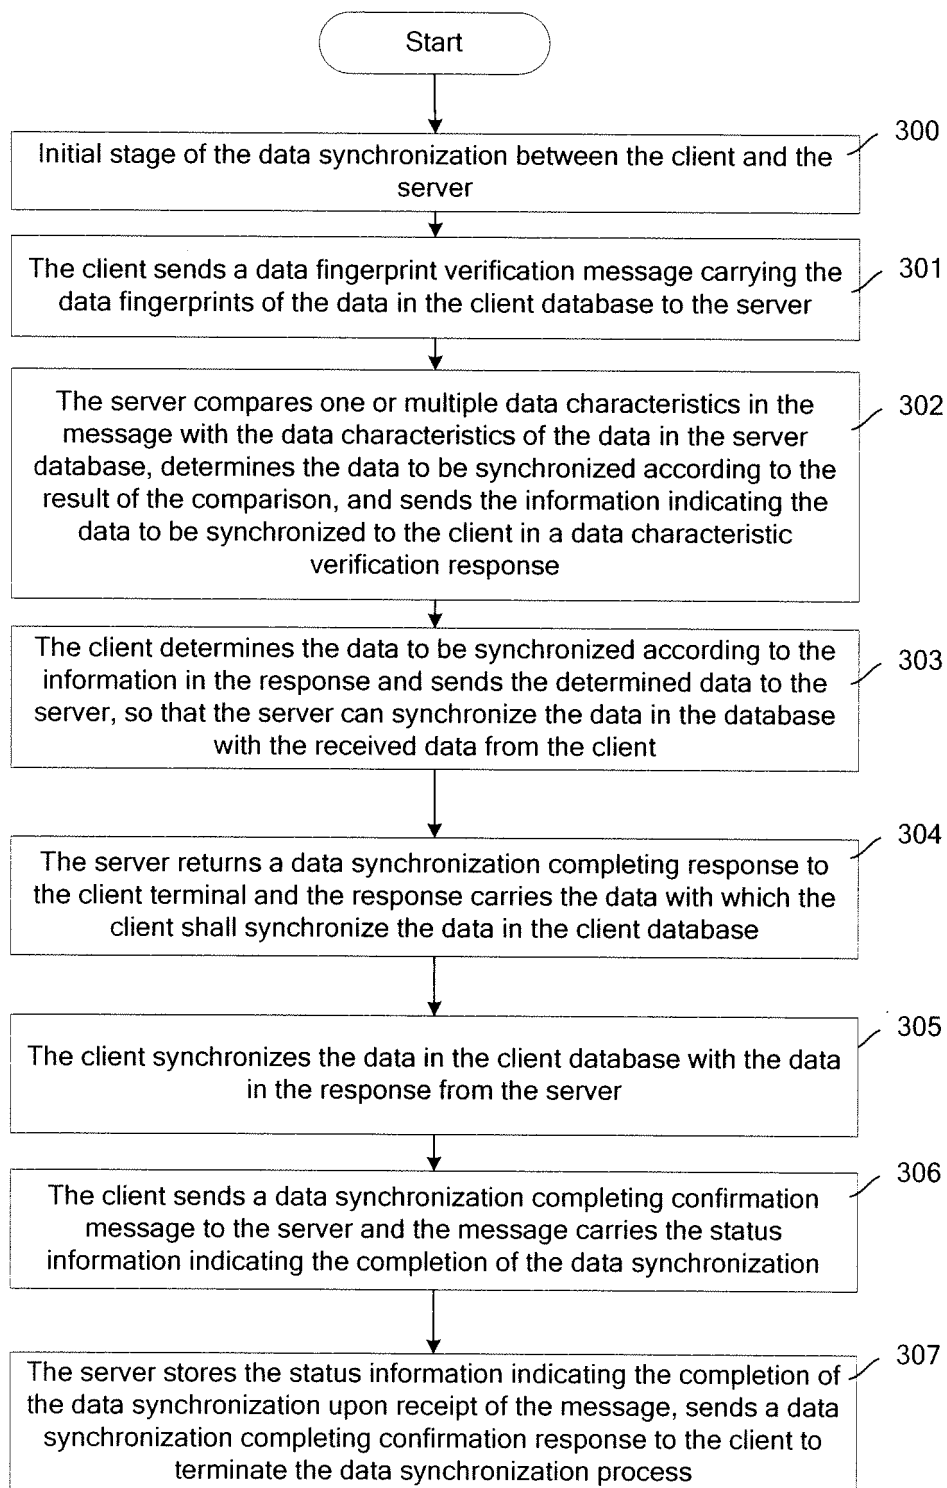 Start
300
Initial stage of the data synchronization between the client and the
server
301
The client sends a data fingerprint verification message carrying the
data fingerprints of the data in the client database to the server
302
The server compares one or multiple data characteristics in the
message with the data characteristics of the data in the server
database, determines the data to be synchronized according to the
result of the comparison, and sends the information indicating the
data to be synchronized to the client in a data characteristic
verification response
303
The client determines the data to be synchronized according to the
information in the response and sends the determined data to the
server, so that the server can synchronize the data in the database
with the received data from the client
304
The server returns a data synchronization completing response to
the client terminal and the response carries the data with which the
client shall synchronize the data in the client database
305
The client synchronizes the data in the client database with the data
in the response from the server
306
The client sends a data synchronization completing confirmation
message to the server and the message carries the status
information indicating the completion of the data synchronization
307
The server stores the status information indicating the completion of
the data synchronization upon receipt of the message, sends a data
synchronization completing confirmation response to the client to
terminate the data synchronization process